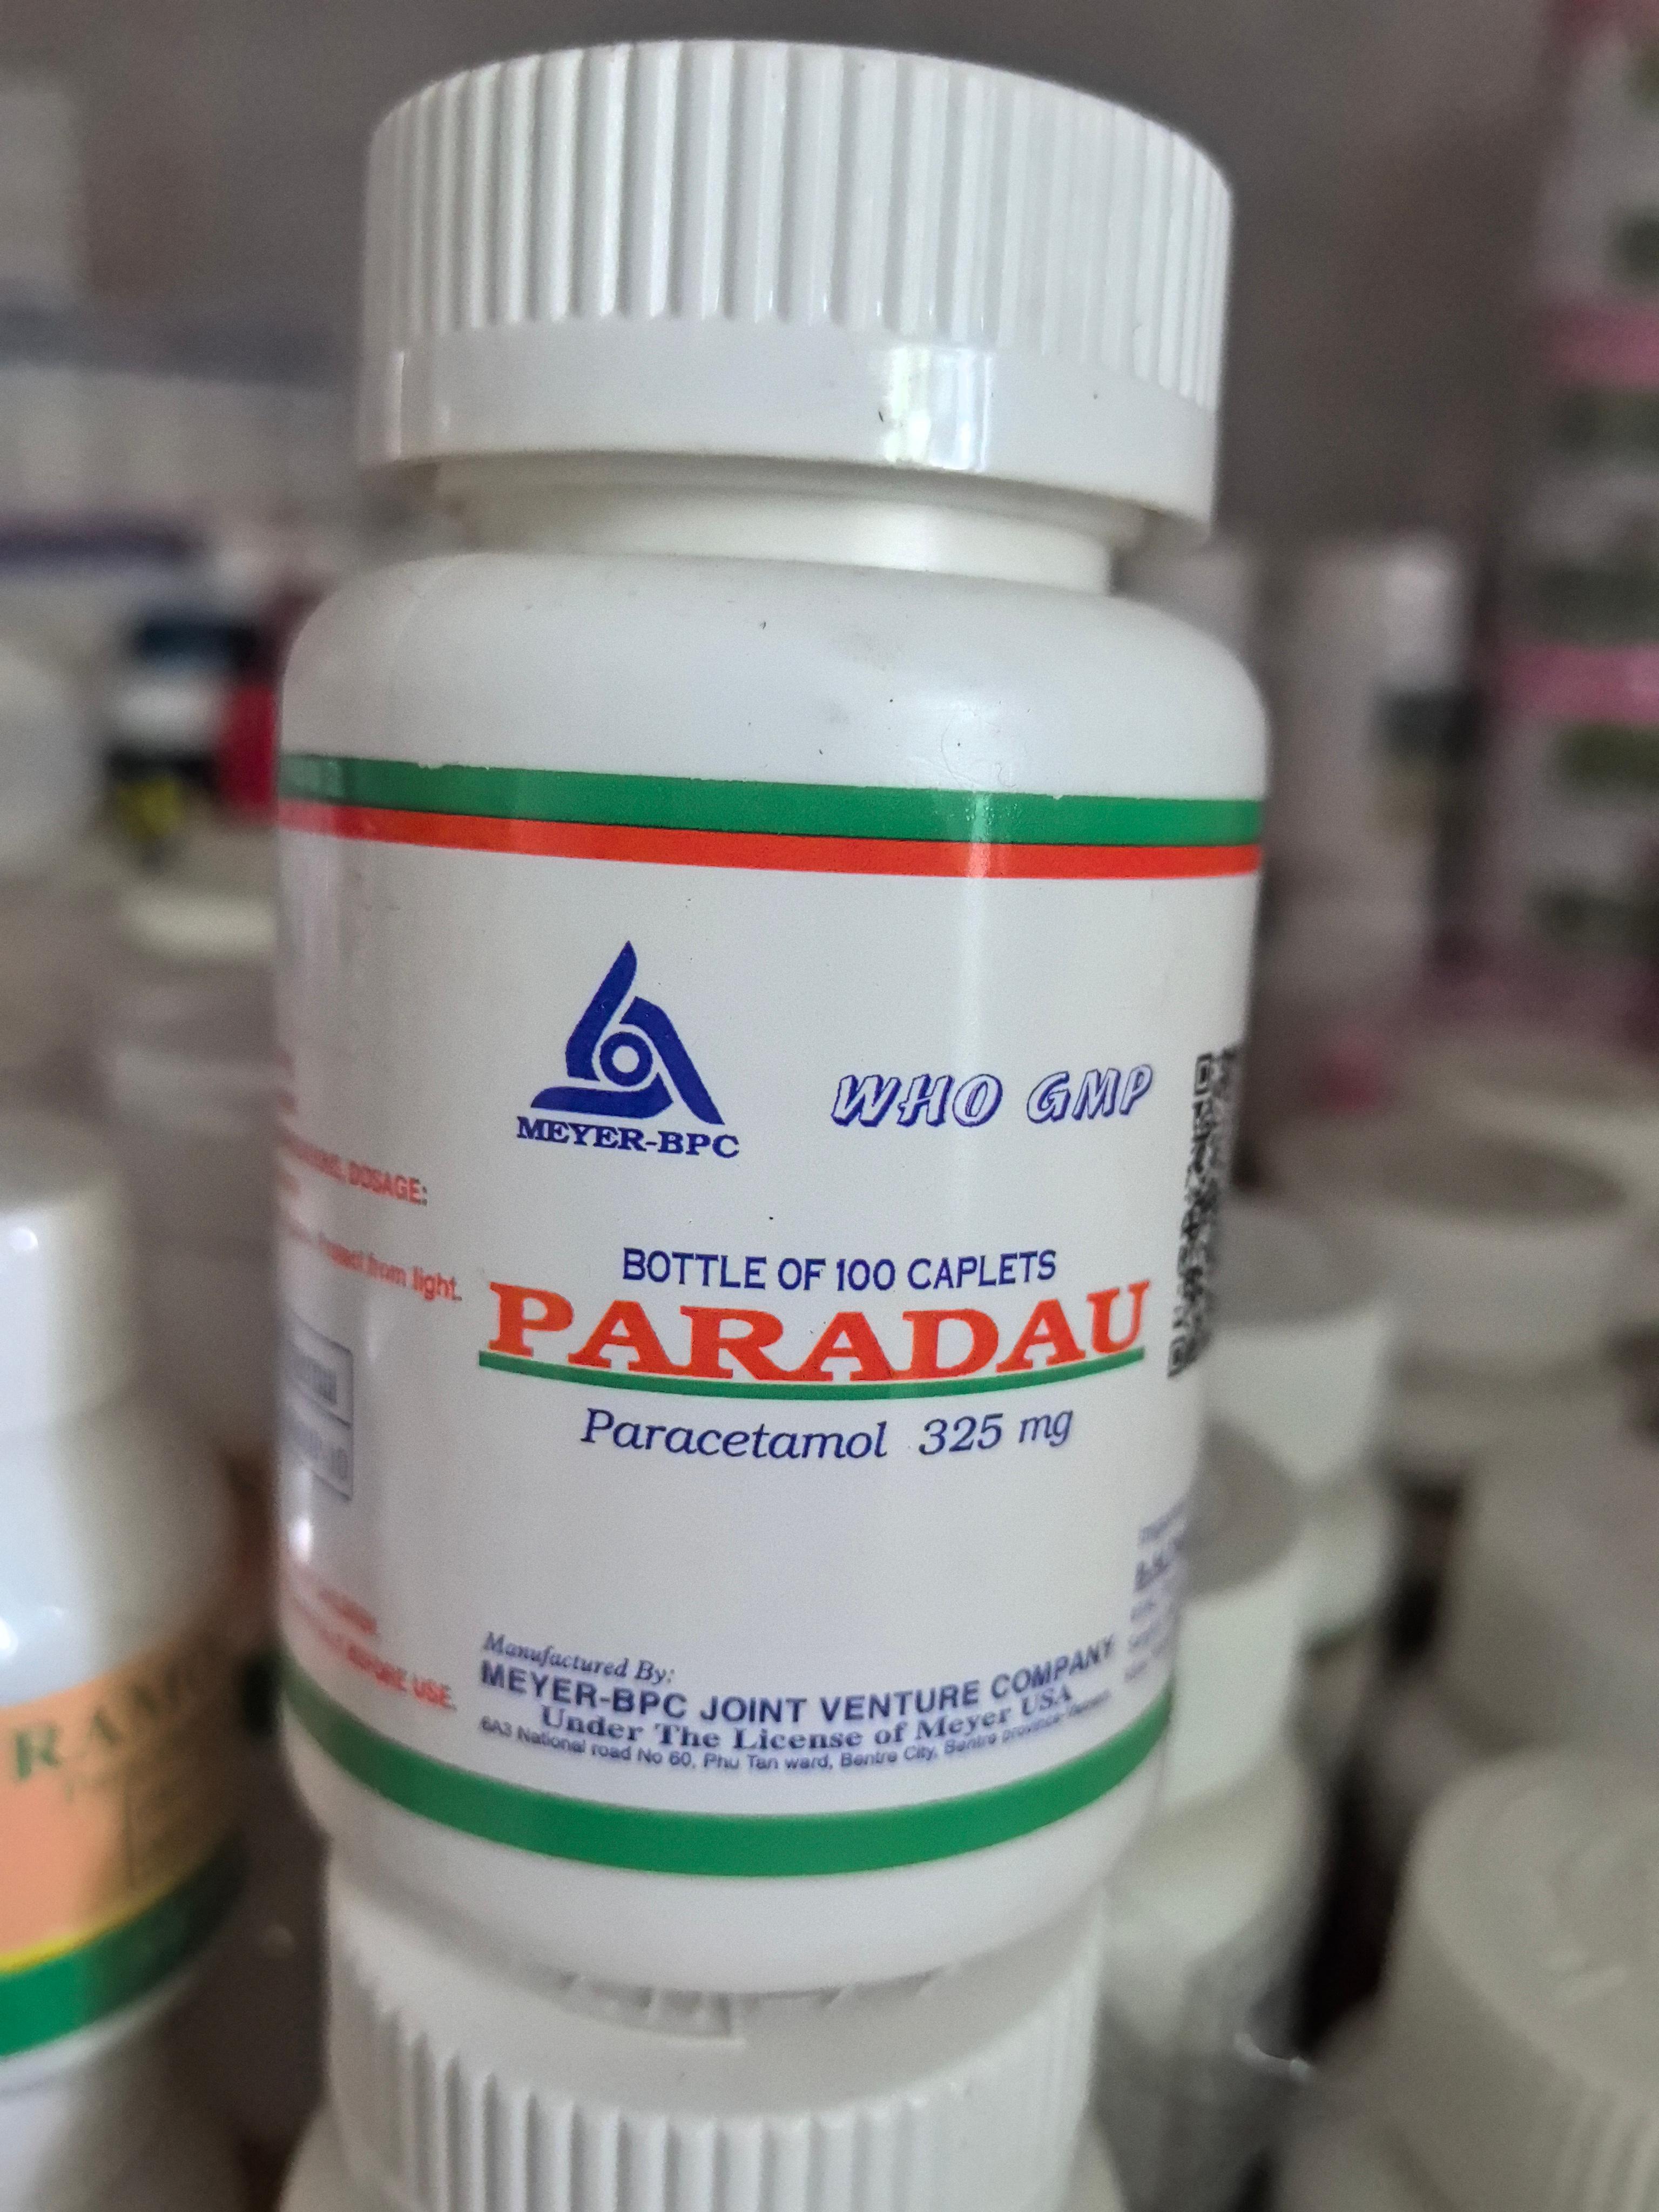 MEYER-BPC
WHO GMP
DOSAGE:
from light.
BOTTLE OF 100 CAPLETS
PARADAU
Paracetamol 325 mg
BEFORE USE.
Manufactured By:
MEYER-BPC JOINT VENTURE COMPANY
Under The License of Meyer USA
6A3 National road No 60, Phu Tan ward, Bentre City, Bentre province